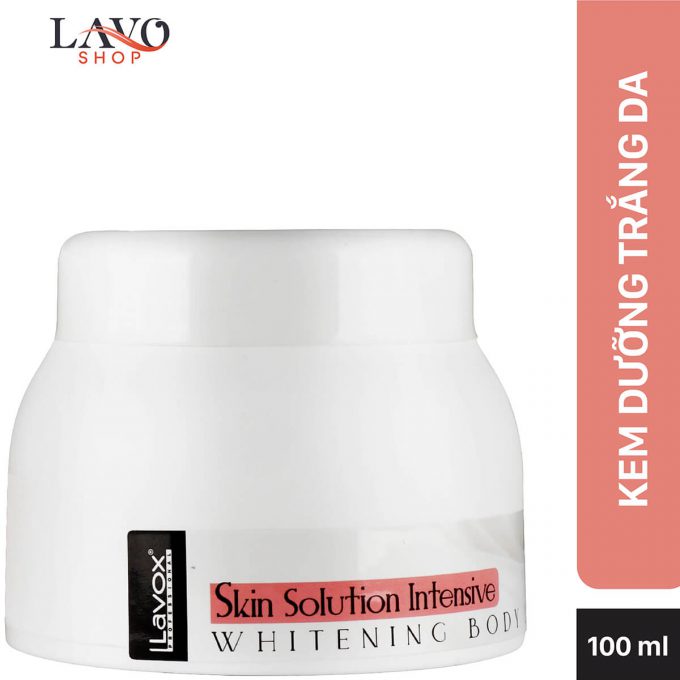 LAVO
SHOP
KEM DƯỠNG TRẮNG DA
100 ml
Lavox®
PROFESSIONAL
Skin Solution Intensive
WHITENING BODY